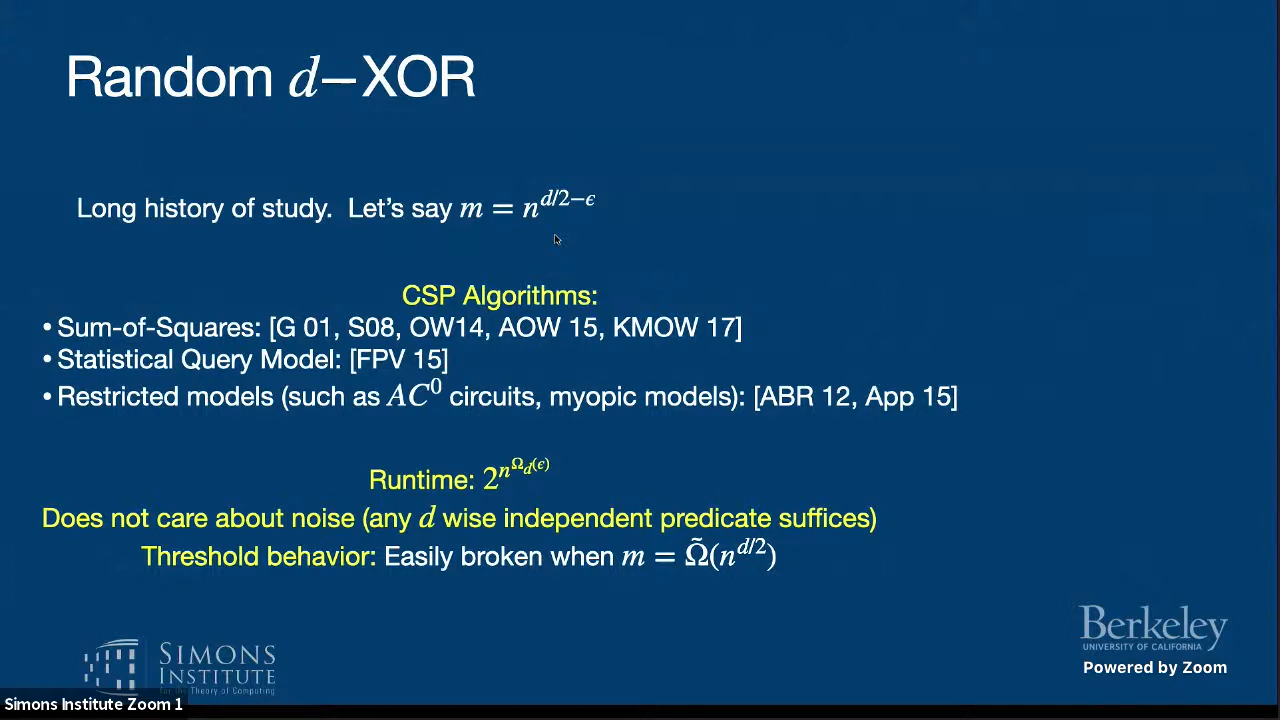 Random d−XOR
Long history of study. Let's say m = n^{d/2−ϵ}
CSP Algorithms:
• Sum-of-Squares: [G 01, S08, OW14, AOW 15, KMOW 17]
• Statistical Query Model: [FPV 15]
• Restricted models (such as AC^0 circuits, myopic models): [ABR 12, App 15]
Runtime: 2^{n^{Ω_d(ϵ)}}
Does not care about noise (any d wise independent predicate suffices)
Threshold behavior: Easily broken when m = Ω̃(n^{d/2})
SIMONS
INSTITUTE
for the Theory of Computing
Berkeley
UNIVERSITY OF CALIFORNIA
Powered by Zoom
Simons Institute Zoom 1